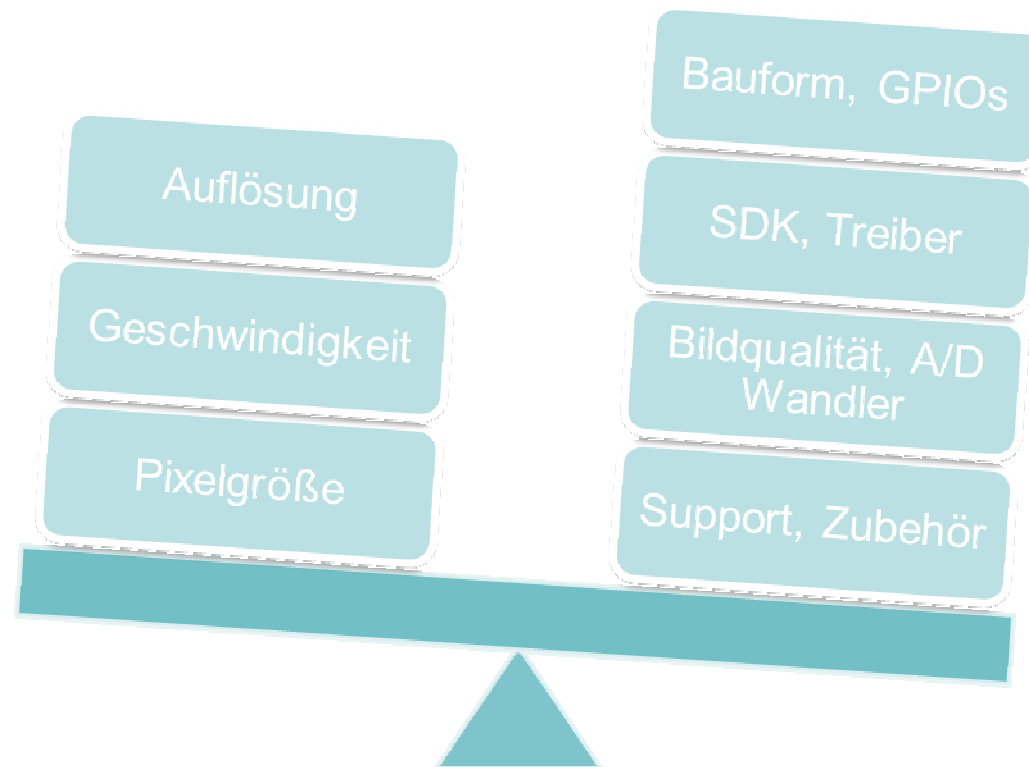 Auflösung
Geschwindigkeit
Pixelgröße
Bauform, GPIOs
SDK, Treiber
Bildqualität, A/D
Wandler
Support, Zubehör